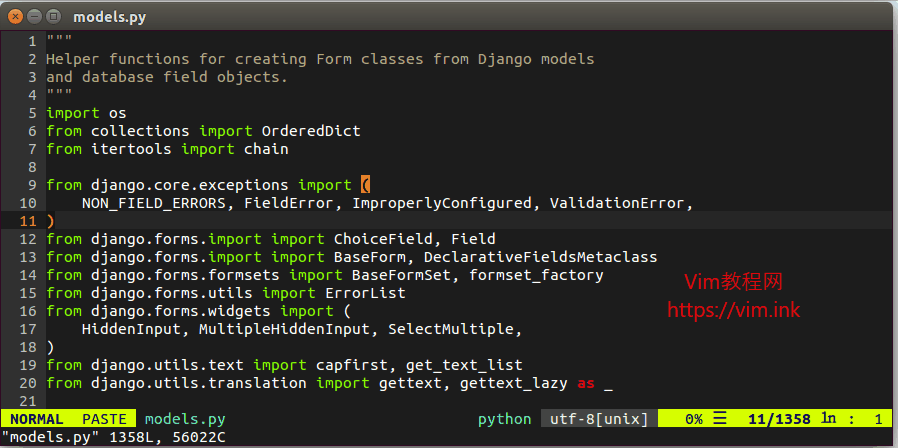 models.py
1 """
2 Helper functions for creating Form classes from Django models
3 and database field objects.
4 """
5 import os
6 from collections import OrderedDict
7 from itertools import chain
8
9 from django.core.exceptions import (
10 NON_FIELD_ERRORS, FieldError, ImproperlyConfigured, ValidationError,
11 )
12 from django.forms.import import ChoiceField, Field
13 from django.forms.import import BaseForm, DeclarativeFieldsMetaclass
14 from django.forms.formsets import BaseFormSet, formset_factory
15 from django.forms.utils import ErrorList
16 from django.forms.widgets import (
17 HiddenInput, MultipleHiddenInput, SelectMultiple,
18 )
19 from django.utils.text import capfirst, get_text_list
20 from django.utils.translation import gettext, gettext_lazy as _
21
Vim教程网
https://vim.ink
NORMAL PASTE models.py python utf-8[unix] 0% ☰ 11/1358 ㏑ : 1
"models.py" 1358L, 56022C